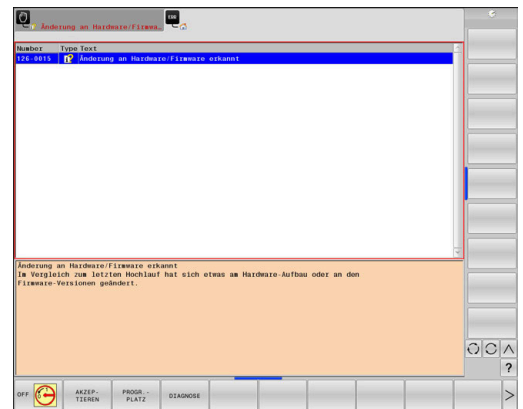 Änderung an Hardware/Firmwa…
EDR
Number Type Text
126-0015 Änderung an Hardware/Firmware erkannt
Änderung an Hardware/Firmware erkannt
Im Vergleich zum letzten Hochlauf hat sich etwas am Hardware-Aufbau oder an den
Firmware-Versionen geändert.
?
OFF
AKZEP-
TIEREN
PROGR.-
PLATZ
DIAGNOSE
>